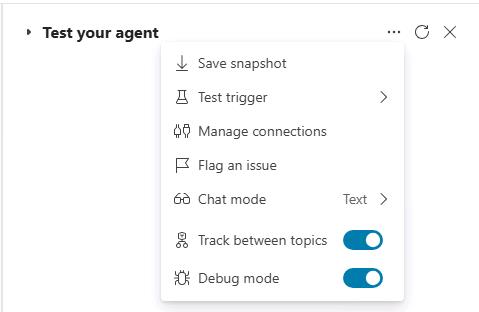 Test your agent
Save snapshot
Test trigger
Manage connections
Flag an issue
Chat mode Text
Track between topics
Debug mode